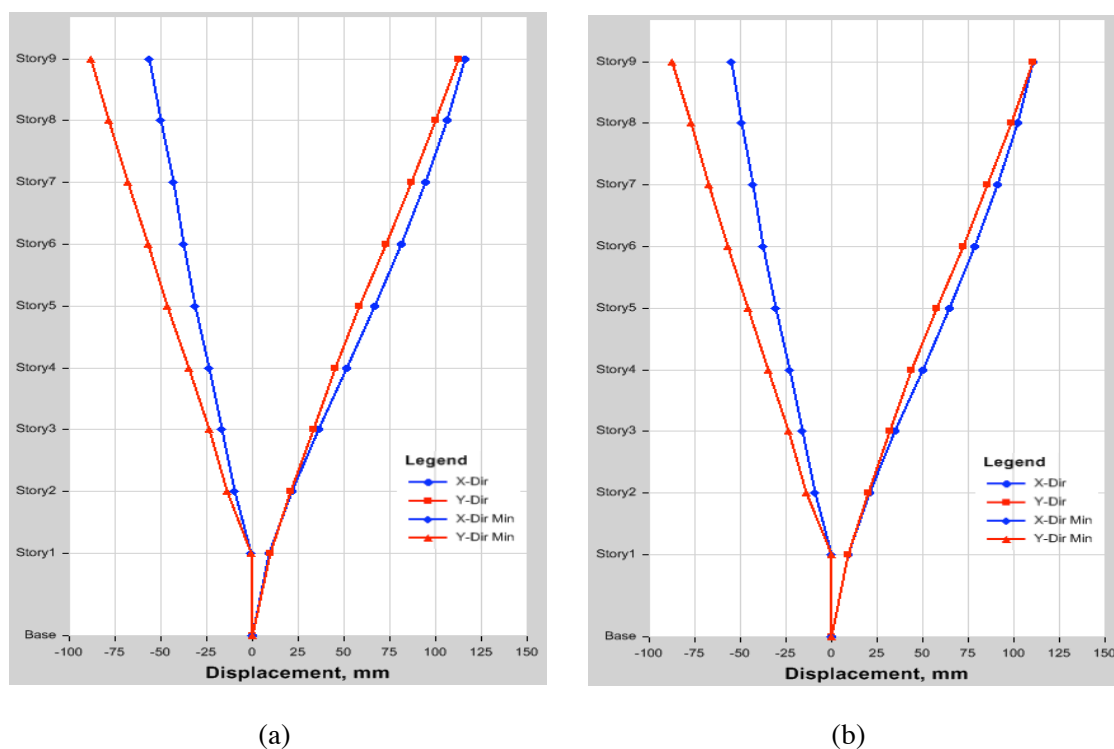 Story9
Story8
Story7
Story6
Story5
Story4
Story3
Story2
Story1
Base
Legend
X-Dir
Y-Dir
X-Dir Min
Y-Dir Min
-100 -75 -50 -25 0 25 50 75 100 125 150
Displacement, mm
(a)
Story9
Story8
Story7
Story6
Story5
Story4
Story3
Story2
Story1
Base
Legend
X-Dir
Y-Dir
X-Dir Min
Y-Dir Min
-100 -75 -50 -25 0 25 50 75 100 125 150
Displacement, mm
(b)